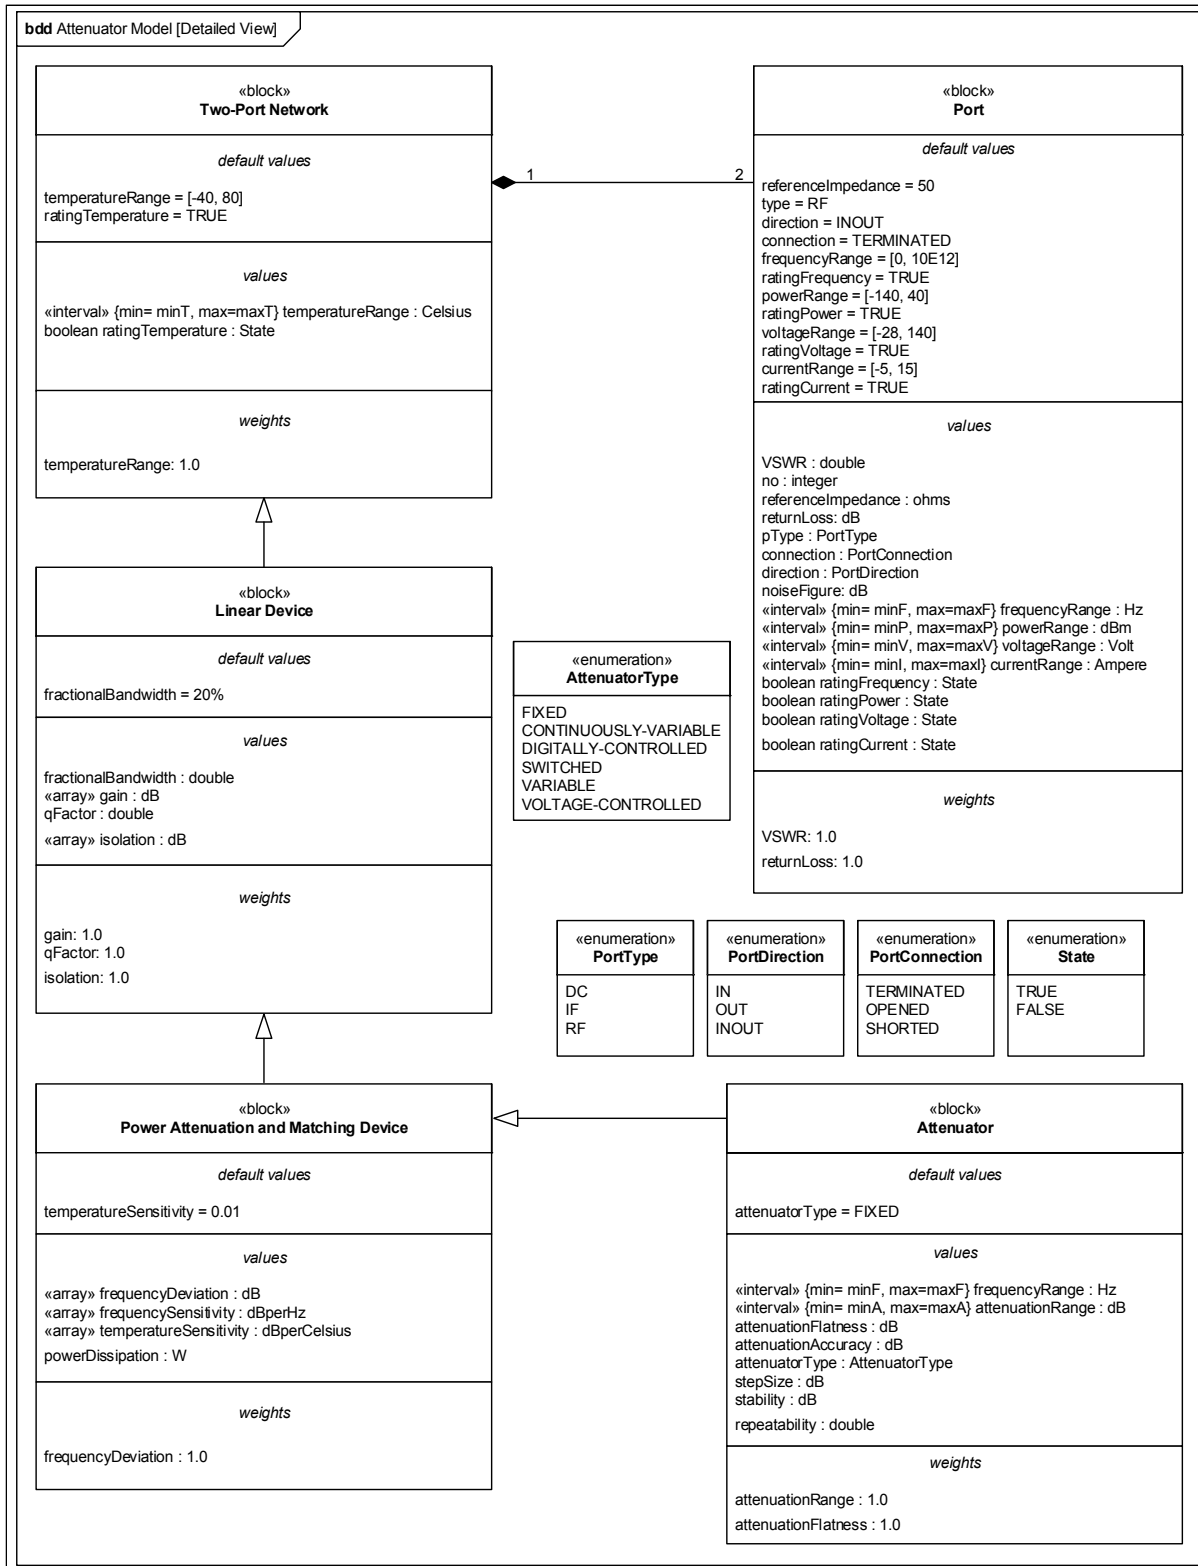 bdd Attenuator Model [Detailed View]
«block»
Two-Port Network
default values
temperatureRange = [-40, 80]
ratingTemperature = TRUE
values
«interval» {min= minT, max=maxT} temperatureRange : Celsius
boolean ratingTemperature : State
weights
temperatureRange: 1.0
1
2
«block»
Port
default values
referenceImpedance = 50
type = RF
direction = INOUT
connection = TERMINATED
frequencyRange = [0, 10E12]
ratingFrequency = TRUE
powerRange = [-140, 40]
ratingPower = TRUE
voltageRange = [-28, 140]
ratingVoltage = TRUE
currentRange = [-5, 15]
ratingCurrent = TRUE
values
VSWR : double
no : integer
referenceImpedance : ohms
returnLoss: dB
pType : PortType
connection : PortConnection
direction : PortDirection
noiseFigure: dB
«interval» {min= minF, max=maxF} frequencyRange : Hz
«interval» {min= minP, max=maxP} powerRange : dBm
«interval» {min= minV, max=maxV} voltageRange : Volt
«interval» {min= minI, max=maxI} currentRange : Ampere
boolean ratingFrequency : State
boolean ratingPower : State
boolean ratingVoltage : State
boolean ratingCurrent : State
weights
VSWR: 1.0
returnLoss: 1.0
«block»
Linear Device
default values
fractionalBandwidth = 20%
values
fractionalBandwidth : double
«array» gain : dB
qFactor : double
«array» isolation : dB
weights
gain: 1.0
qFactor: 1.0
isolation: 1.0
«enumeration»
AttenuatorType
FIXED
CONTINUOUSLY-VARIABLE
DIGITALLY-CONTROLLED
SWITCHED
VARIABLE
VOLTAGE-CONTROLLED
«enumeration»
PortType
DC
IF
RF
«enumeration»
PortDirection
IN
OUT
INOUT
«enumeration»
PortConnection
TERMINATED
OPENED
SHORTED
«enumeration»
State
TRUE
FALSE
«block»
Power Attenuation and Matching Device
default values
temperatureSensitivity = 0.01
values
«array» frequencyDeviation : dB
«array» frequencySensitivity : dBperHz
«array» temperatureSensitivity : dBperCelsius
powerDissipation : W
weights
frequencyDeviation : 1.0
«block»
Attenuator
default values
attenuatorType = FIXED
values
«interval» {min= minF, max=maxF} frequencyRange : Hz
«interval» {min= minA, max=maxA} attenuationRange : dB
attenuationFlatness : dB
attenuationAccuracy : dB
attenuatorType : AttenuatorType
stepSize : dB
stability : dB
repeatability : double
weights
attenuationRange : 1.0
attenuationFlatness : 1.0